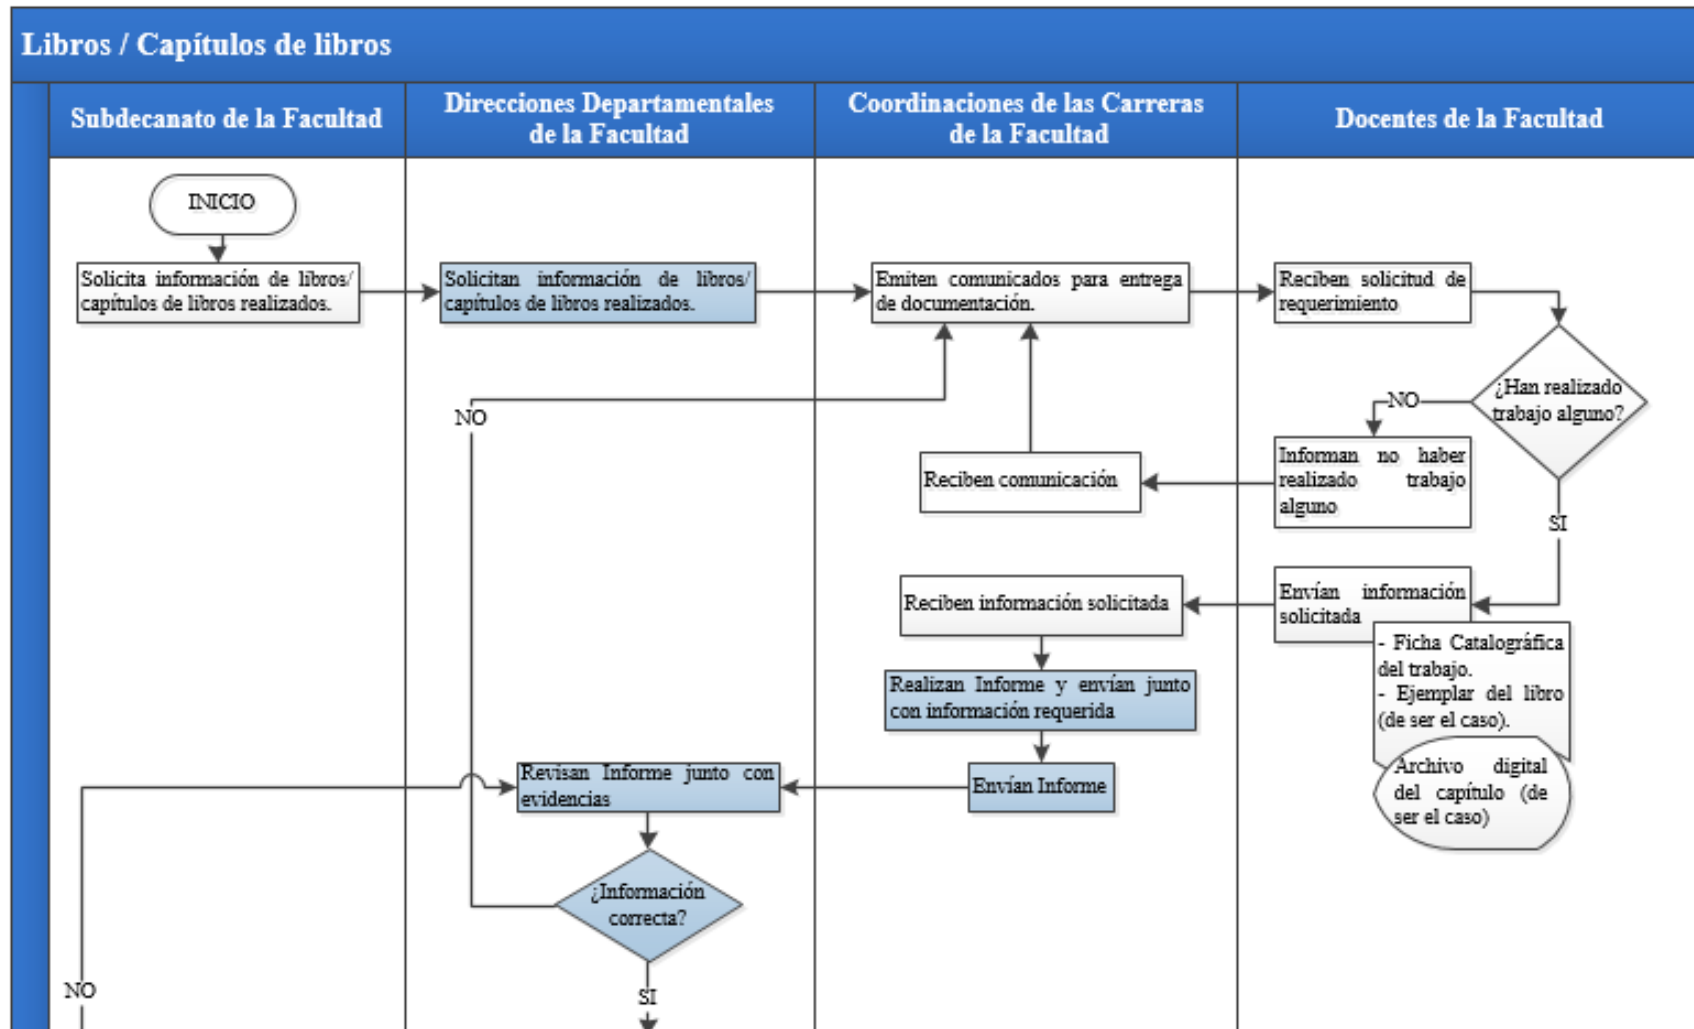 Libros / Capítulos de libros
Subdecanato de la Facultad
Direcciones Departamentales
de la Facultad
Coordinaciones de las Carreras
de la Facultad
Docentes de la Facultad
INICIO
Solicita información de libros/
capítulos de libros realizados.
Solicitan información de libros/
capítulos de libros realizados.
Emiten comunicados para entrega
de documentación.
Reciben solicitud de
requerimiento
¿Han realizado
trabajo alguno?
NO
NO
Informan no haber
realizado trabajo
alguno
Reciben comunicación
SI
Envían información
solicitada
Reciben información solicitada
- Ficha Catalográfica
del trabajo.
- Ejemplar del libro
(de ser el caso).
Realizan Informe y envían junto
con información requerida
Archivo digital
del capítulo (de
ser el caso)
Envían Informe
Revisan Informe junto con
evidencias
¿Información
correcta?
NO
SI